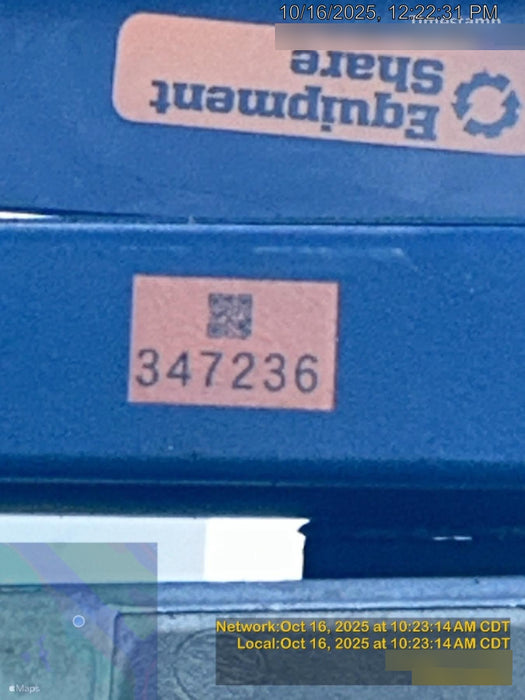 10/16/2025, 12:22:31 PM
Timestamp
Equipment
Share
347236
Network:Oct 16, 2025 at 10:23:14 AM CDT
Local:Oct 16, 2025 at 10:23:14 AM CDT
Maps